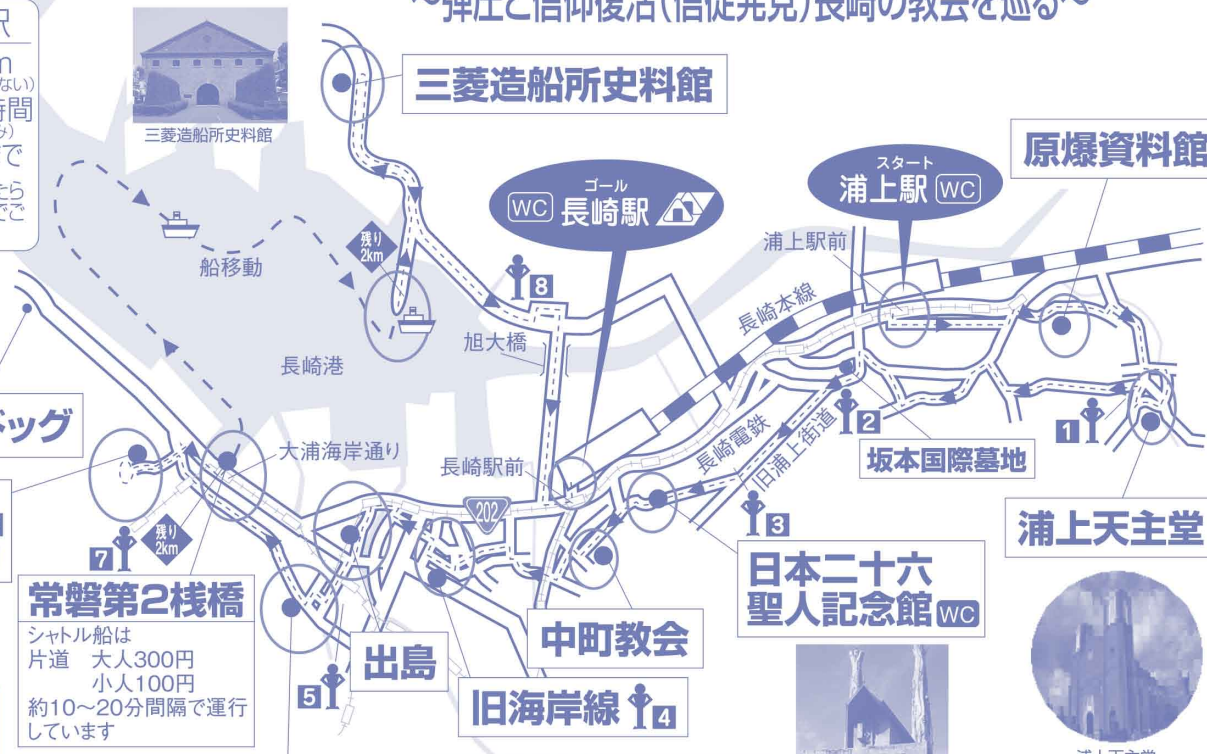 ～弾圧と信仰復活(信徒発見)長崎の教会を巡る～
駅
m
ない)
時間
み)
で
たら
でご
三菱造船所史料館
三菱造船所史料館
原爆資料館
スタート
浦上駅 WC
ゴール
WC 長崎駅
浦上駅前
残り
2km
船移動
8
長崎本線
旭大橋
長崎港
ドッグ
大浦海岸通り
長崎駅前
長崎電鉄
旧浦上街道
2
1
坂本国際墓地
202
3
浦上天主堂
7
残り
2km
日本二十六
聖人記念館 WC
常磐第2桟橋
シャトル船は
片道 大人300円
小人100円
約10～20分間隔で運行
しています
中町教会
出島
5
旧海岸線 4